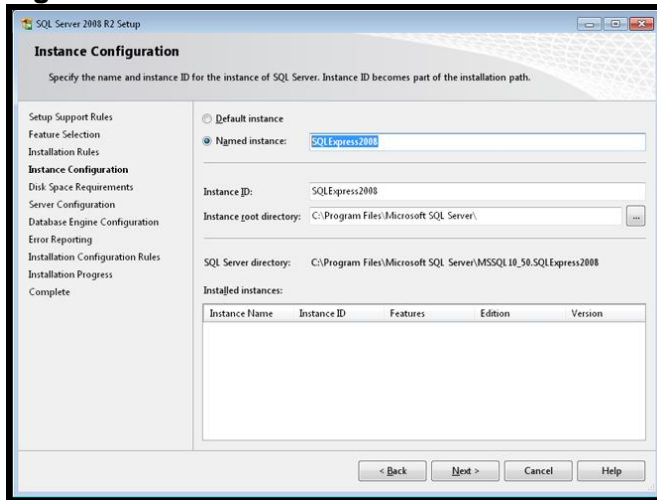 SQL Server 2008 R2 Setup
Instance Configuration
Specify the name and instance ID for the instance of SQL Server. Instance ID becomes part of the installation path.
Setup Support Rules
Feature Selection
Installation Rules
Instance Configuration
Disk Space Requirements
Server Configuration
Database Engine Configuration
Error Reporting
Installation Configuration Rules
Installation Progress
Complete
Default instance
Named instance: SQLExpress2008
Instance ID: SQLExpress2008
Instance root directory: C:\Program Files\Microsoft SQL Server\ ...
SQL Server directory: C:\Program Files\Microsoft SQL Server\MSSQL10_50.SQLExpress2008
Installed instances:
Instance Name Instance ID Features Edition Version
< Back Next > Cancel Help